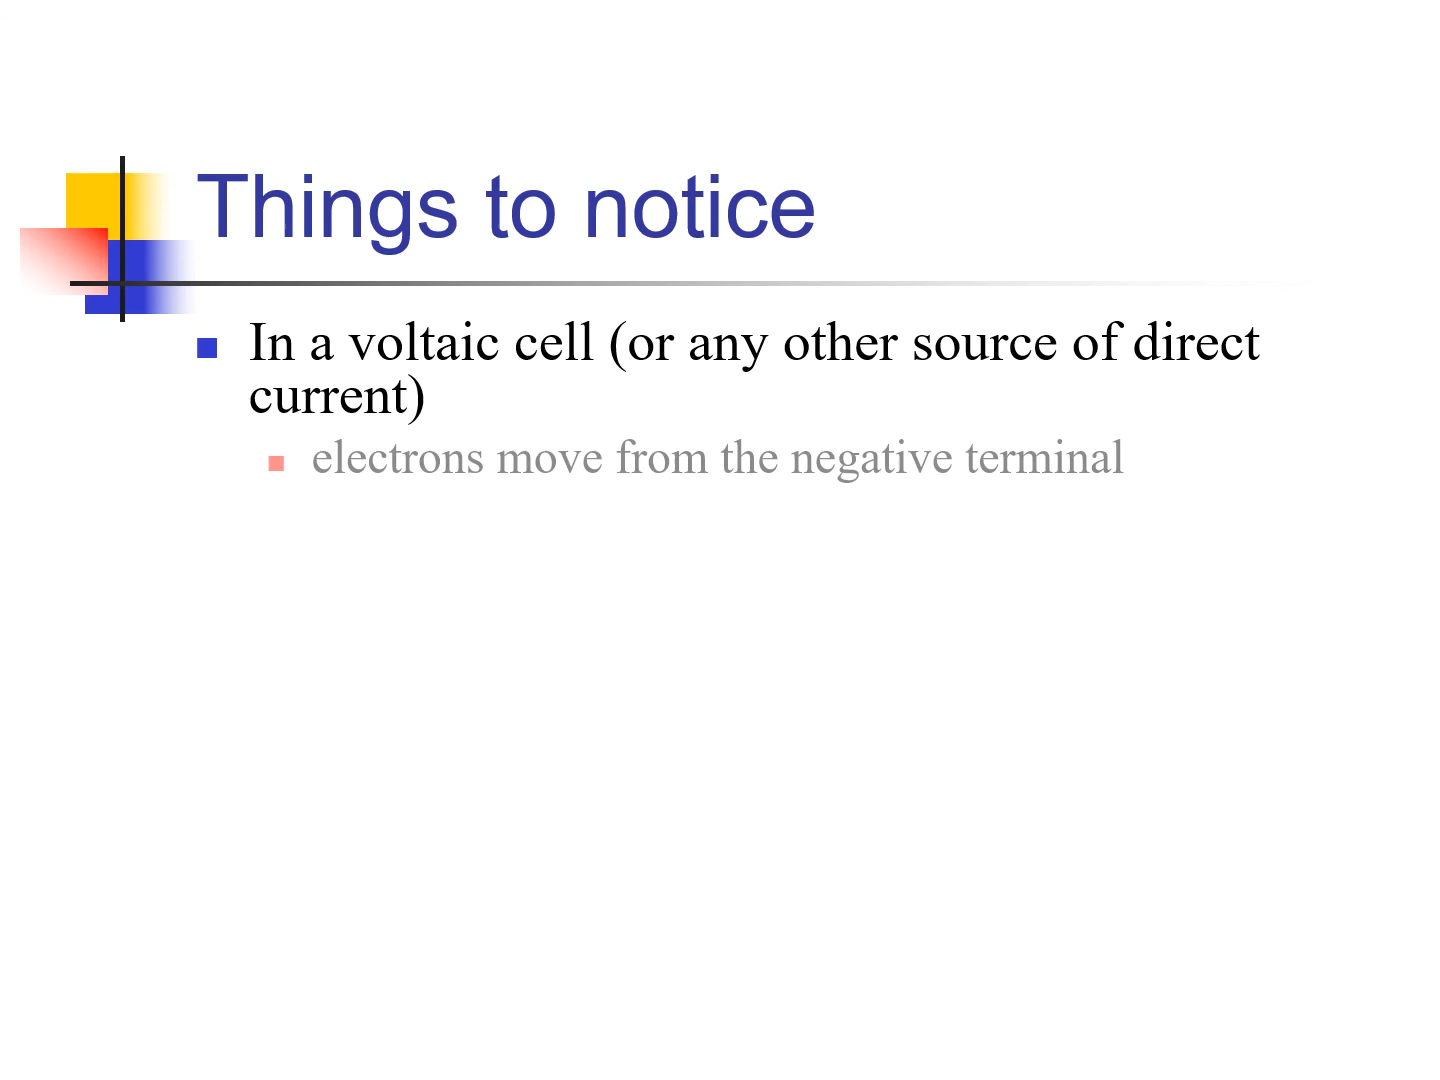 Things to notice
In a voltaic cell (or any other source of direct
current)
electrons move from the negative terminal